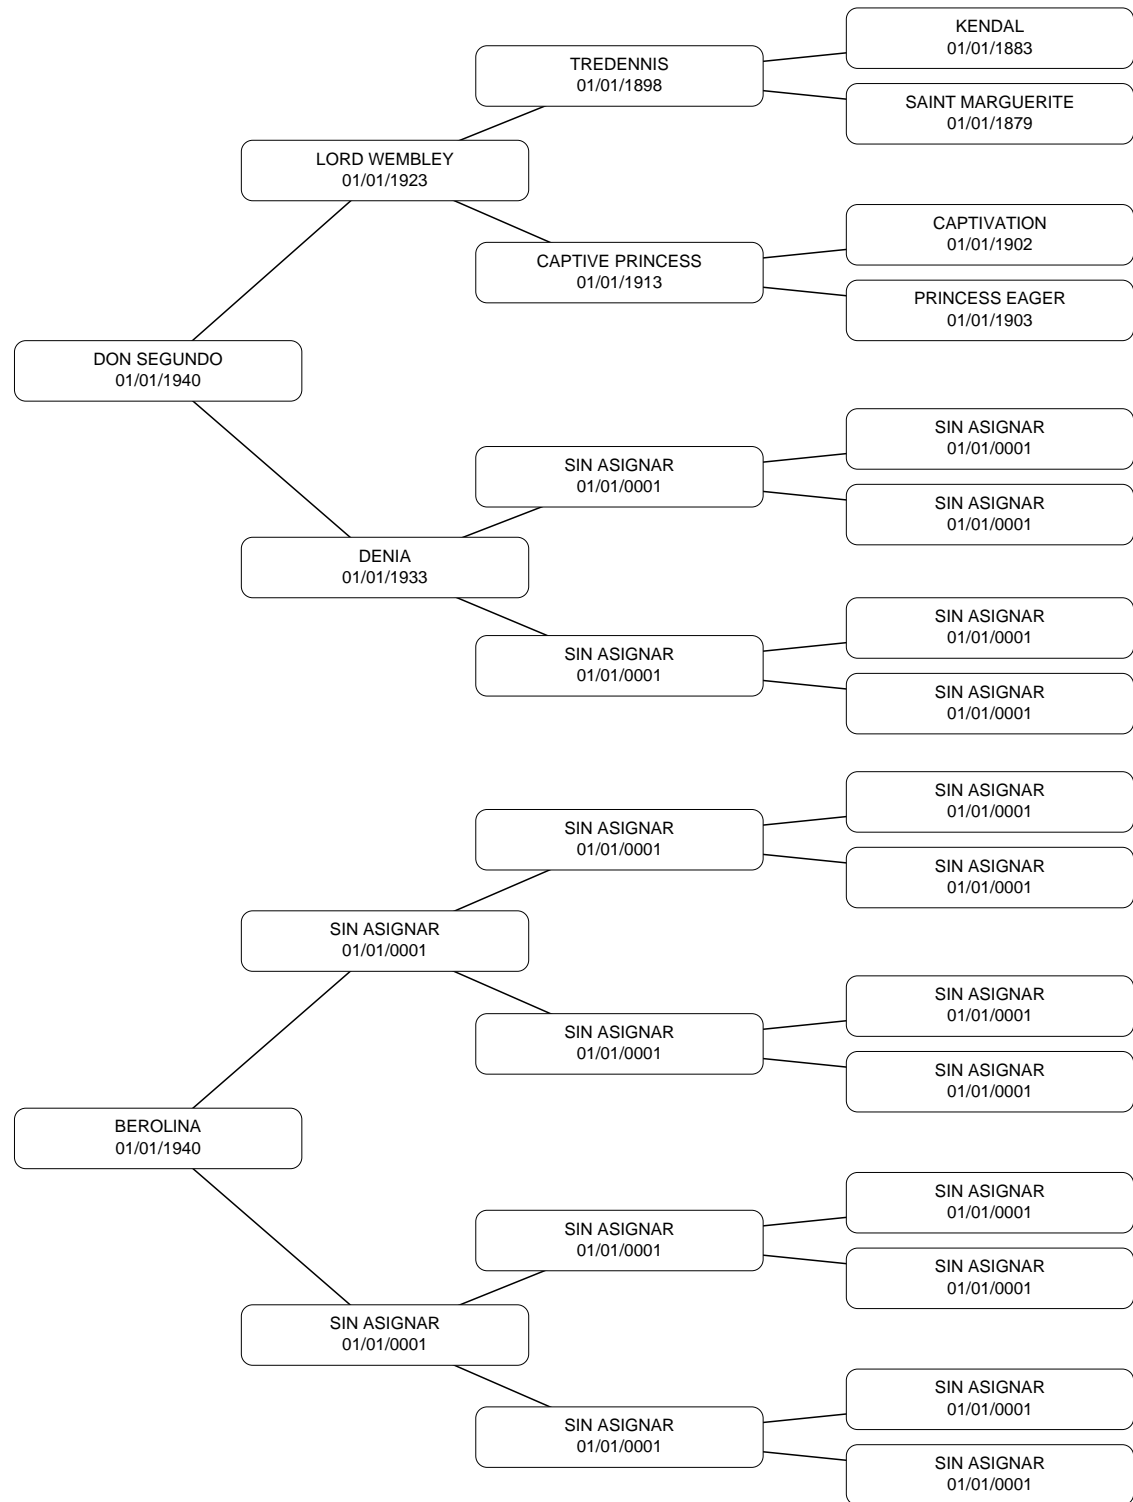 KENDAL
01/01/1883
TREDENNIS
01/01/1898
SAINT MARGUERITE
01/01/1879
LORD WEMBLEY
01/01/1923
CAPTIVATION
01/01/1902
CAPTIVE PRINCESS
01/01/1913
PRINCESS EAGER
01/01/1903
DON SEGUNDO
01/01/1940
SIN ASIGNAR
01/01/0001
SIN ASIGNAR
01/01/0001
SIN ASIGNAR
01/01/0001
DENIA
01/01/1933
SIN ASIGNAR
01/01/0001
SIN ASIGNAR
01/01/0001
SIN ASIGNAR
01/01/0001
SIN ASIGNAR
01/01/0001
SIN ASIGNAR
01/01/0001
SIN ASIGNAR
01/01/0001
SIN ASIGNAR
01/01/0001
SIN ASIGNAR
01/01/0001
SIN ASIGNAR
01/01/0001
SIN ASIGNAR
01/01/0001
BEROLINA
01/01/1940
SIN ASIGNAR
01/01/0001
SIN ASIGNAR
01/01/0001
SIN ASIGNAR
01/01/0001
SIN ASIGNAR
01/01/0001
SIN ASIGNAR
01/01/0001
SIN ASIGNAR
01/01/0001
SIN ASIGNAR
01/01/0001